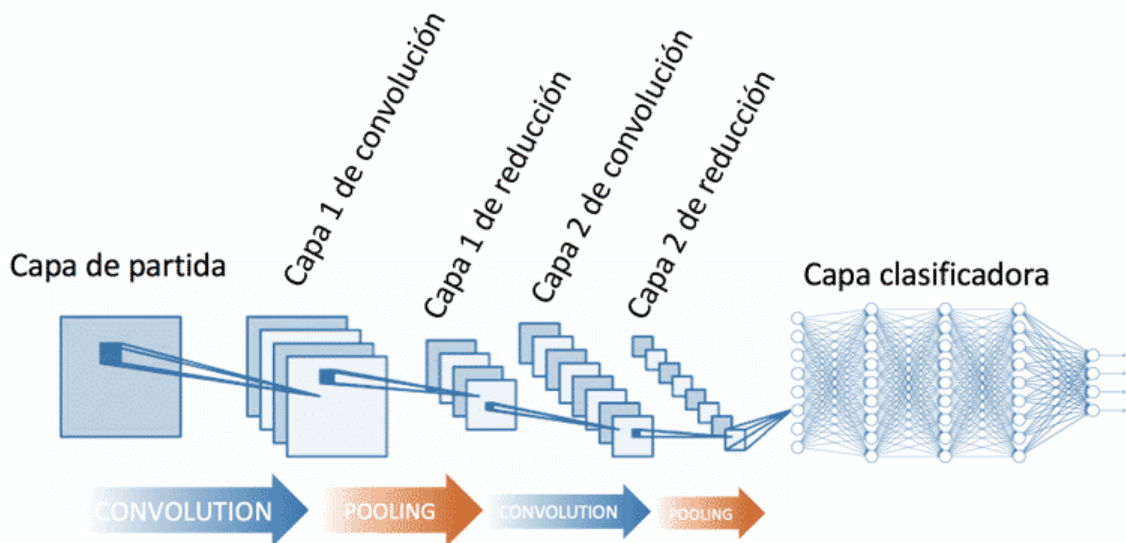 Capa de partida
Capa 1 de convolución
Capa 1 de reducción
Capa 2 de convolución
Capa 2 de reducción
Capa clasificadora
CONVOLUTION
POOLING
CONVOLUTION
POOLING